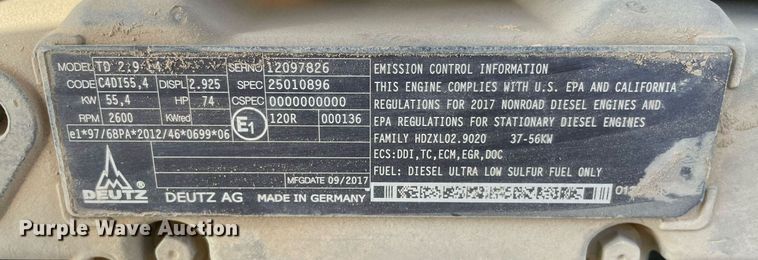 MODEL TD 2.9 L4 SERNO 12097826
CODE C4DI55,4 DISPL 2.925 SPEC 25010896
KW 55,4 HP 74 CSPEC 0000000000
RPM 2600 KWred E1 120R 000136
e1*97/68PA*2012/46*0699*06
DEUTZ
MFGDATE 09/2017
DEUTZ AG MADE IN GERMANY
EMISSION CONTROL INFORMATION
THIS ENGINE COMPLIES WITH U.S. EPA AND CALIFORNIA
REGULATIONS FOR 2017 NONROAD DIESEL ENGINES AND
EPA REGULATIONS FOR STATIONARY DIESEL ENGINES
FAMILY HDZXL02.9020 37-56KW
ECS:DDI,TC,ECM,EGR,DOC
FUEL: DIESEL ULTRA LOW SULFUR FUEL ONLY
Purple Wave Auction